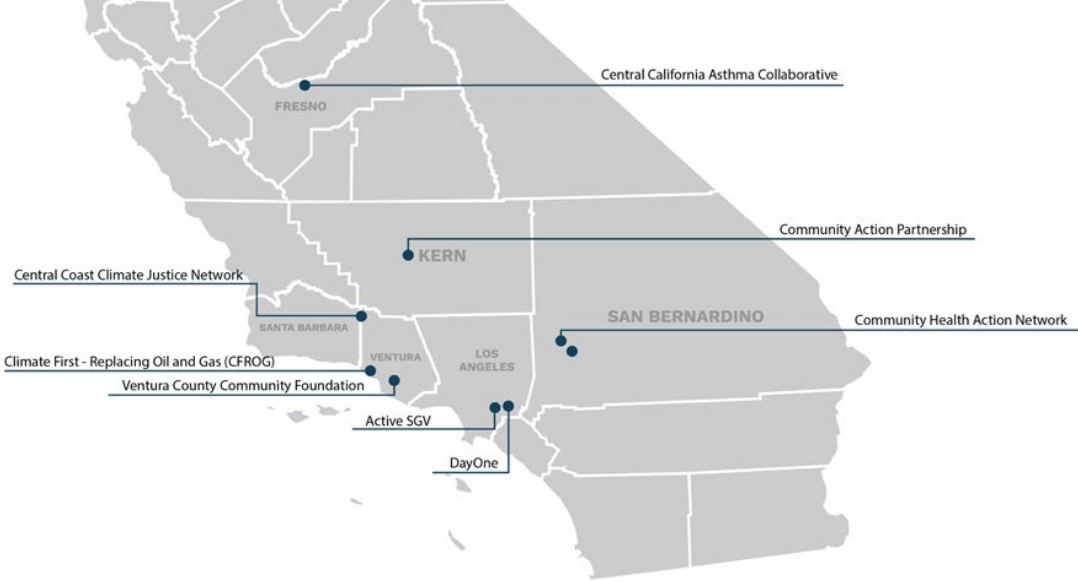 Central California Asthma Collaborative
FRESNO
Community Action Partnership
KERN
Central Coast Climate Justice Network
SAN BERNARDINO
Community Health Action Network
SANTA BARBARA
VENTURA
LOS
ANGELES
Climate First - Replacing Oil and Gas (CFROG)
Ventura County Community Foundation
Active SGV
DayOne